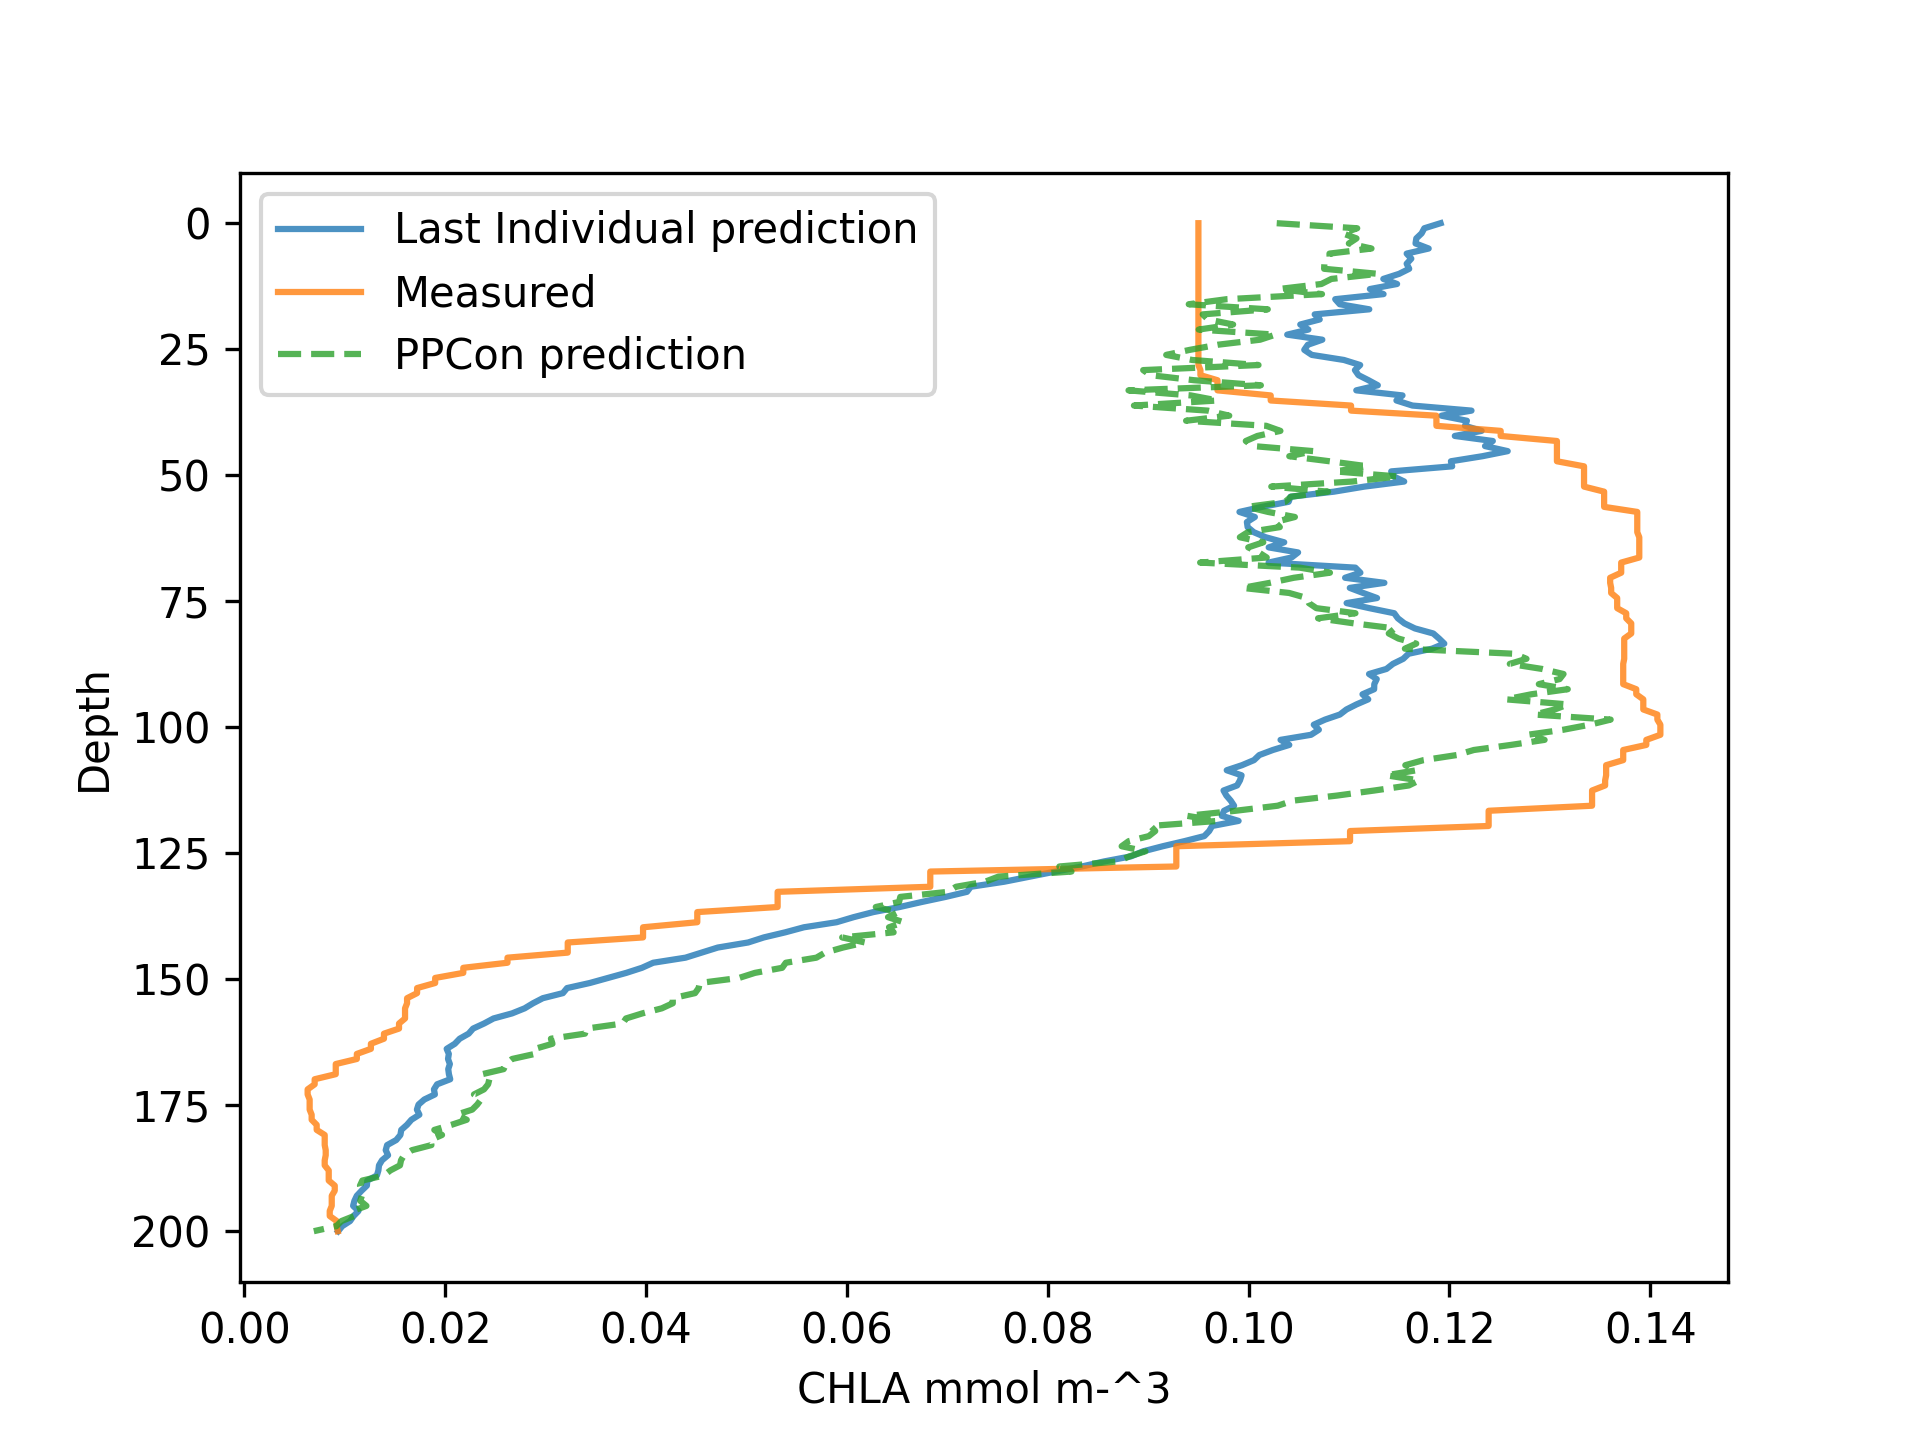 Last Individual prediction
Measured
PPCon prediction
0
25
50
75
100
125
150
175
200
Depth
0.00 0.02 0.04 0.06 0.08 0.10 0.12 0.14
CHLA mmol m-^3